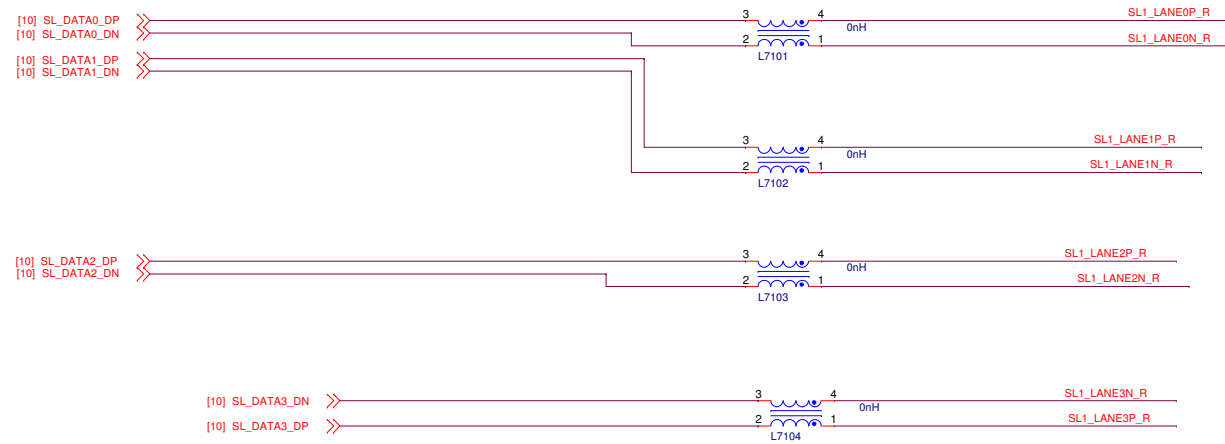 [10] SL_DATA0_DP 3 4 SL1_LANE0P_R
0nH
[10] SL_DATA0_DN 2 1 SL1_LANE0N_R
L7101
[10] SL_DATA1_DP
[10] SL_DATA1_DN
3 4 SL1_LANE1P_R
0nH
2 1 SL1_LANE1N_R
L7102
[10] SL_DATA2_DP 3 4 SL1_LANE2P_R
0nH
[10] SL_DATA2_DN 2 1 SL1_LANE2N_R
L7103
[10] SL_DATA3_DN 3 4 SL1_LANE3N_R
0nH
[10] SL_DATA3_DP 2 1 SL1_LANE3P_R
L7104